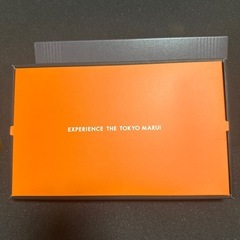 EXPERIENCE THE TOKYO MARUI